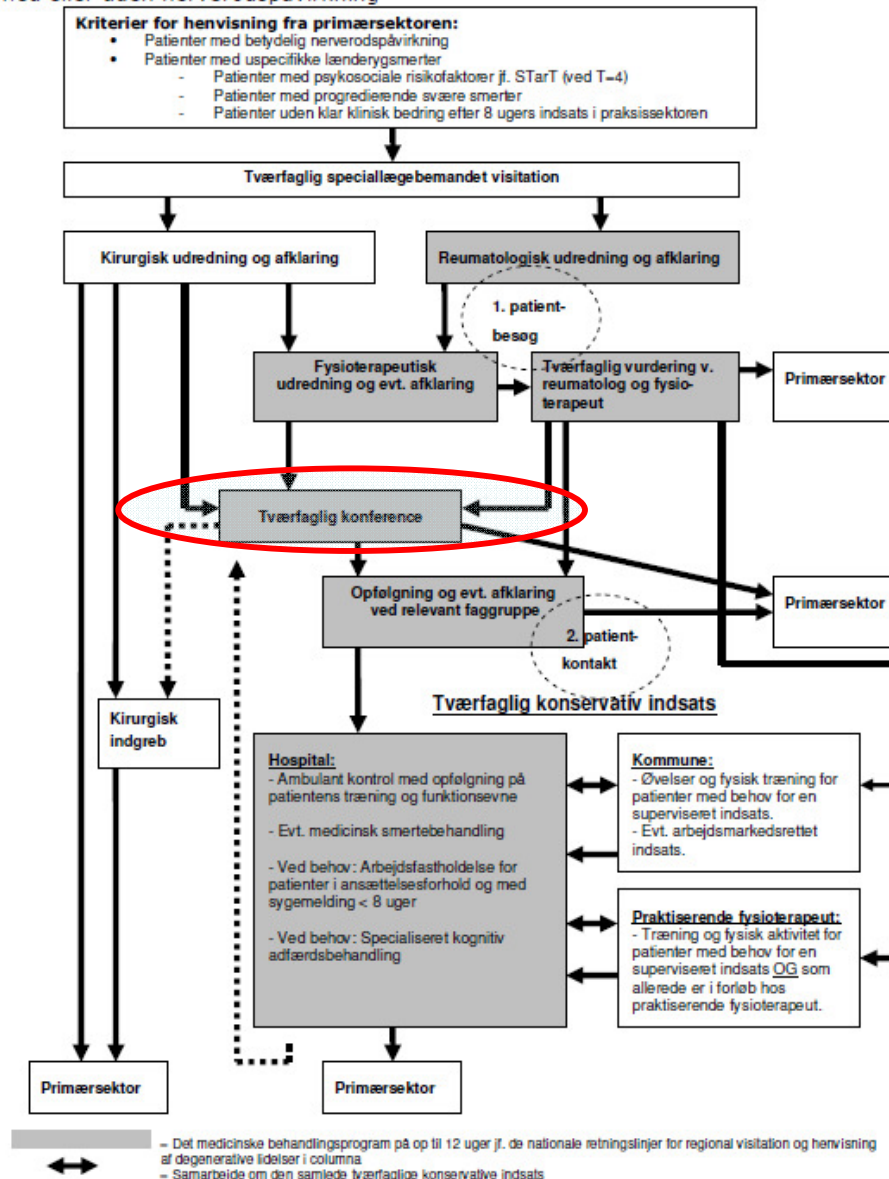 med eller uden nerverodspåvirkning
Kriterier for henvisning fra primærsektoren:
• Patienter med betydelig nerverodspåvirkning
• Patienter med uspecifikke lænderygsmerter
- Patienter med psykosociale risikofaktorer jf. STarT (ved T=4)
- Patienter med progredierende svære smerter
- Patienter uden klar klinisk bedring efter 8 ugers indsats i praksissektoren
Tværfaglig speciallægebemandet visitation
Kirurgisk udredning og afklaring
Reumatologisk udredning og afklaring
1. patient-
besøg
Fysioterapeutisk
udredning og evt. afklaring
Tværfaglig vurdering v.
reumatolog og fysio-
terapeut
Primærsektor
Tværfaglig konference
Opfølgning og evt. afklaring
ved relevant faggruppe
Primærsektor
2. patient-
kontakt
Tværfaglig konservativ indsats
Kirurgisk
indgreb
Hospital:
- Ambulant kontrol med opfølgning på
patientens træning og funktionsevne
- Evt. medicinsk smertebehandling
- Ved behov: Arbejdsfastholdelse for
patienter i ansættelsesforhold og med
sygemelding < 8 uger
- Ved behov: Specialiseret kognitiv
adfærdsbehandling
Kommune:
- Øvelser og fysisk træning for
patienter med behov for en
superviseret indsats.
- Evt. arbejdsmarkedsrettet
indsats.
Praktiserende fysioterapeut:
- Træning og fysisk aktivitet for
patienter med behov for en
superviseret indsats OG som
allerede er i forløb hos
praktiserende fysioterapeut.
Primærsektor
Primærsektor
= Det medicinske behandlingsprogram på op til 12 uger jf. de nationale retningslinjer for regional visitation og henvisning
af degenerative lidelser i columna
= Samarbejde om den samlede tværfaglige konservative indsats